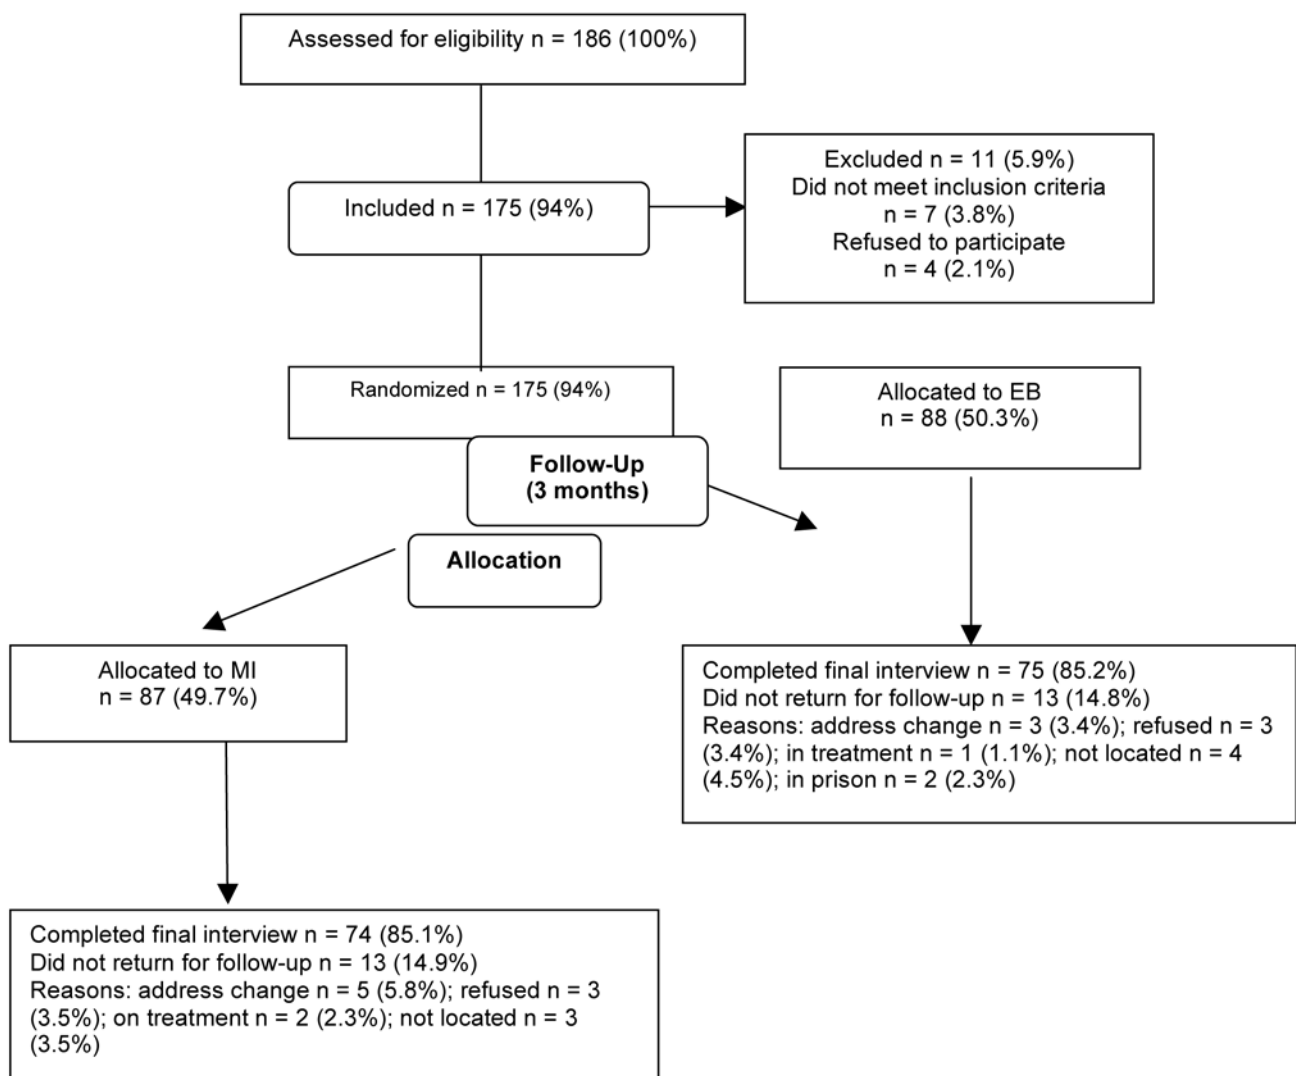 Assessed for eligibility n = 186 (100%)
Excluded n = 11 (5.9%)
Did not meet inclusion criteria
n = 7 (3.8%)
Refused to participate
n = 4 (2.1%)
Included n = 175 (94%)
Randomized n = 175 (94%)
Allocated to EB
n = 88 (50.3%)
Follow-Up
(3 months)
Allocation
Allocated to MI
n = 87 (49.7%)
Completed final interview n = 75 (85.2%)
Did not return for follow-up n = 13 (14.8%)
Reasons: address change n = 3 (3.4%); refused n = 3
(3.4%); in treatment n = 1 (1.1%); not located n = 4
(4.5%); in prison n = 2 (2.3%)
Completed final interview n = 74 (85.1%)
Did not return for follow-up n = 13 (14.9%)
Reasons: address change n = 5 (5.8%); refused n = 3
(3.5%); on treatment n = 2 (2.3%); not located n = 3
(3.5%)